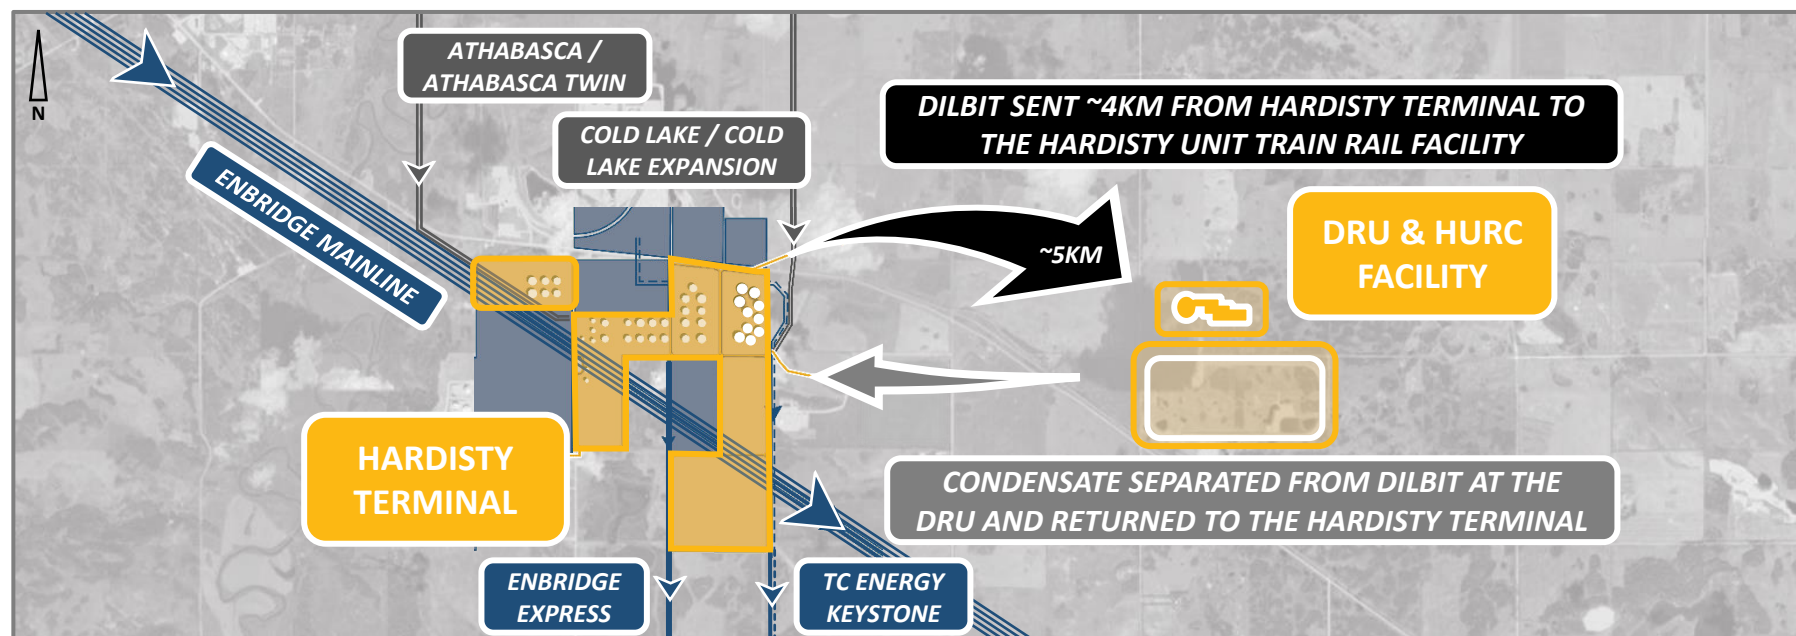 N
ATHABASCA /
ATHABASCA TWIN
COLD LAKE / COLD
LAKE EXPANSION
ENBRIDGE MAINLINE
DILBIT SENT ~4KM FROM HARDISTY TERMINAL TO
THE HARDISTY UNIT TRAIN RAIL FACILITY
~5KM
DRU & HURC
FACILITY
HARDISTY
TERMINAL
CONDENSATE SEPARATED FROM DILBIT AT THE
DRU AND RETURNED TO THE HARDISTY TERMINAL
ENBRIDGE
EXPRESS
TC ENERGY
KEYSTONE